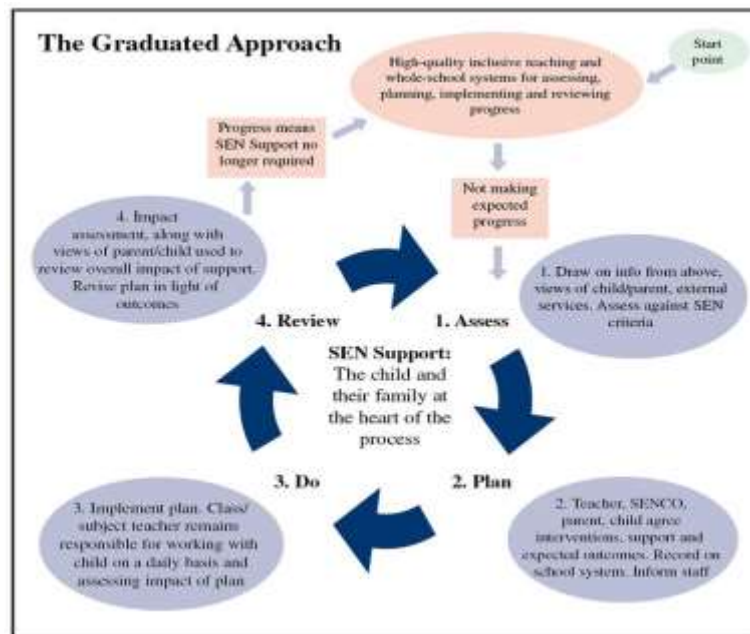 The Graduated Approach
Start
point
High-quality inclusive teaching and
whole-school systems for assessing,
planning, implementing and reviewing
progress
Progress means
SEN Support no
longer required
Not making
expected
progress
4. Impact
assessment, along with
views of parent/child used to
review overall impact of support.
Revise plan in light of
outcomes
1. Draw on info from above,
views of child/parent, external
services. Assess against SEN
criteria
4. Review
1. Assess
SEN Support:
The child and
their family at
the heart of the
process
3. Do
2. Plan
3. Implement plan. Class/
subject teacher remains
responsible for working with
child on a daily basis and
assessing impact of plan
2. Teacher, SENCO,
parent, child agree
interventions, support and
expected outcomes. Record on
school system. Inform staff